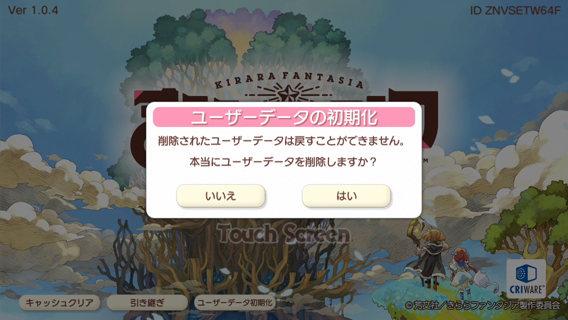 Ver 1.0.4
ID ZNVSETW64F
KIRARA FANTASIA
ユーザーデータの初期化
削除されたユーザーデータは戻すことができません。
本当にユーザーデータを削除しますか？
いいえ
はい
Touch Screen
キャッシュクリア
引き継ぎ
ユーザーデータ初期化
CRIWARE
©芳文社／きららファンタジア製作委員会